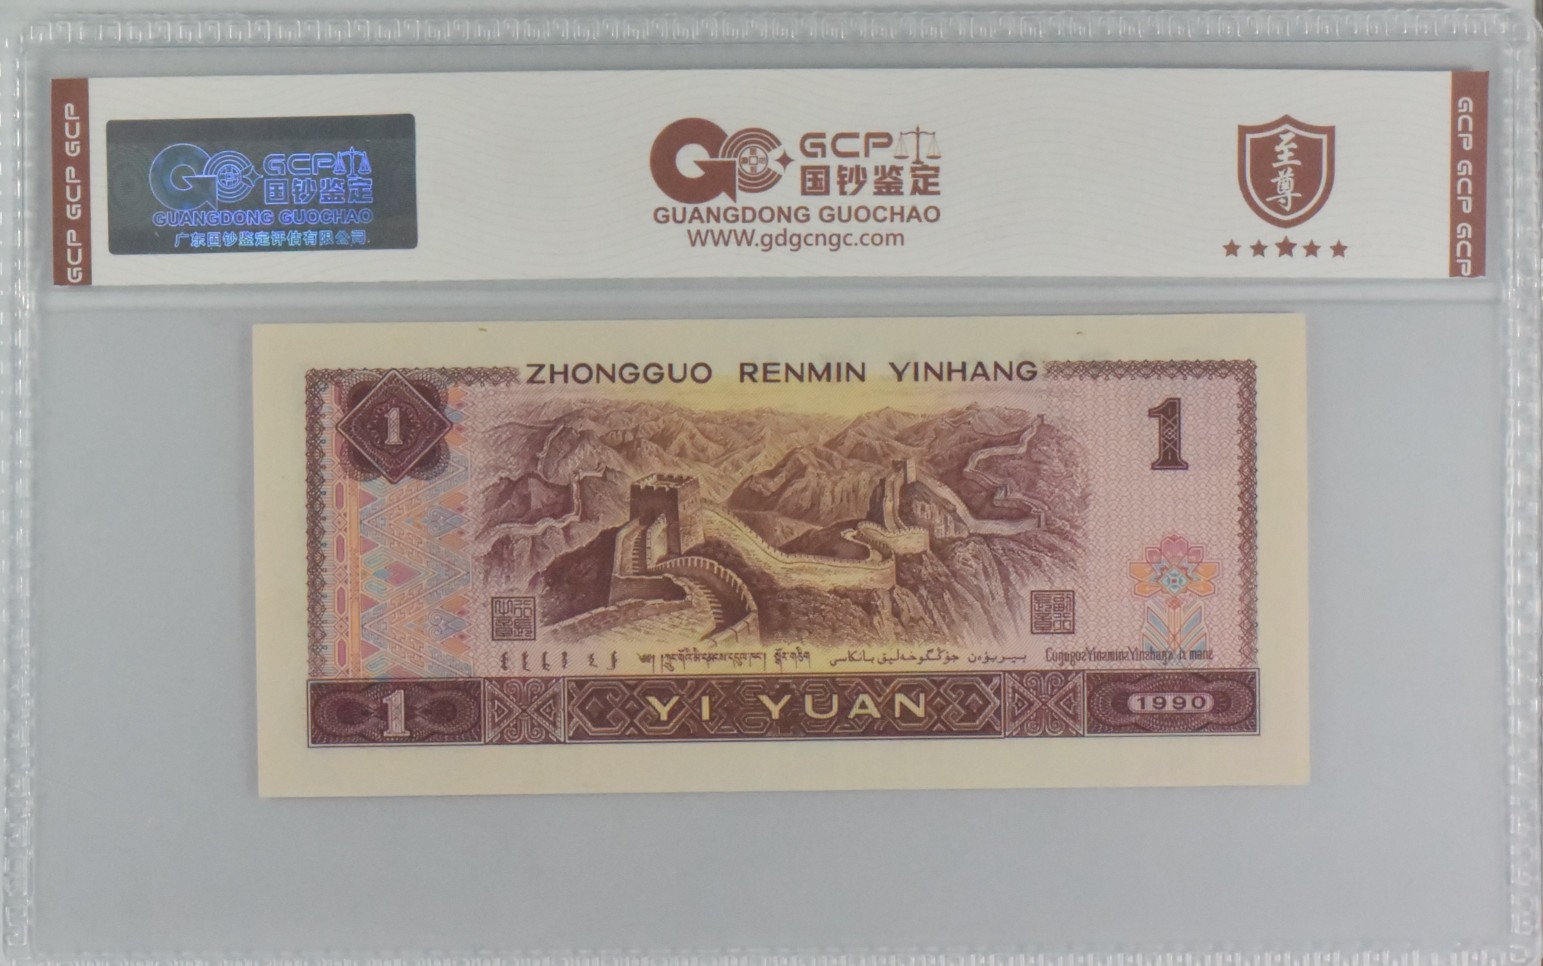 GCP GCP GCP
GCP
国钞鉴定
GUANGDONG GUOCHAO
广东国钞鉴定评估有限公司
GCP
国钞鉴定
GUANGDONG GUOCHAO
WWW.gdgcngc.com
至尊
GCP GCP GCP
ZHONGGUO RENMIN YINHANG
1
1
YI YUAN
1
1990